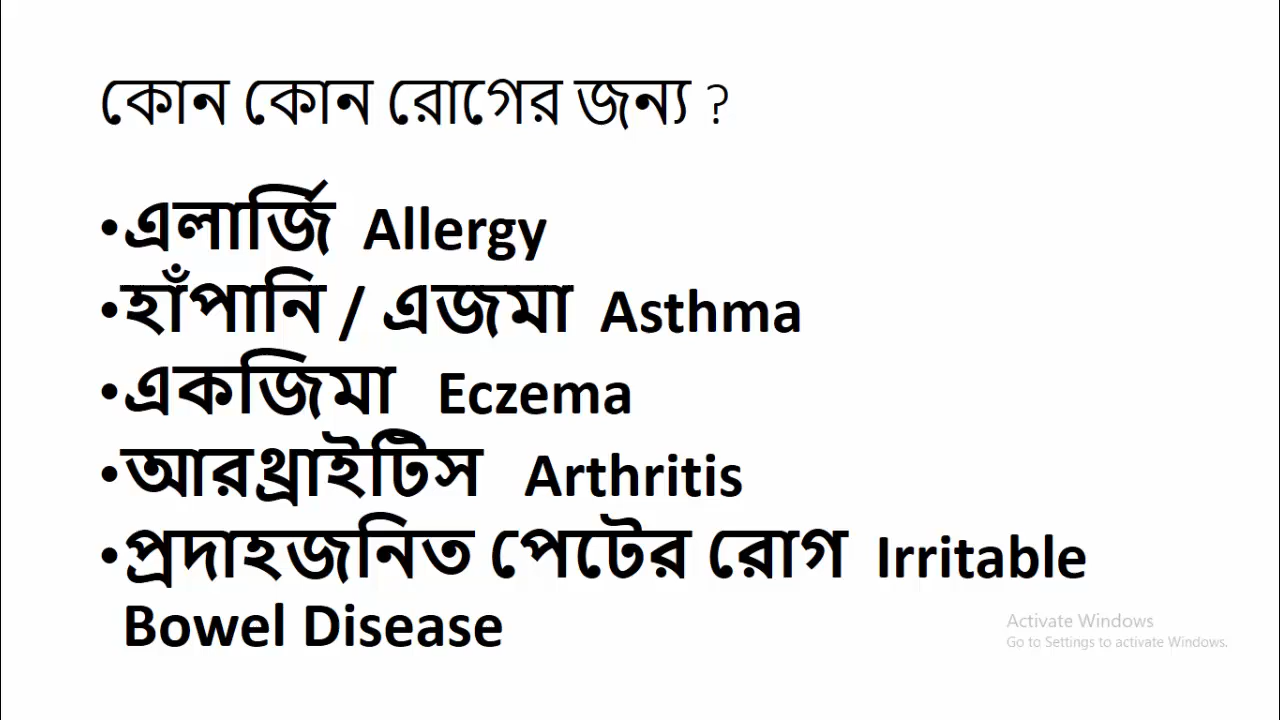 কোন কোন রোগের জন্য ?
•এলার্জি Allergy
•হাঁপানি / এজমা Asthma
•একজিমা Eczema
•আরথ্রাইটিস Arthritis
•প্রদাহজনিত পেটের রোগ Irritable
Bowel Disease
Activate Windows
Go to Settings to activate Windows.